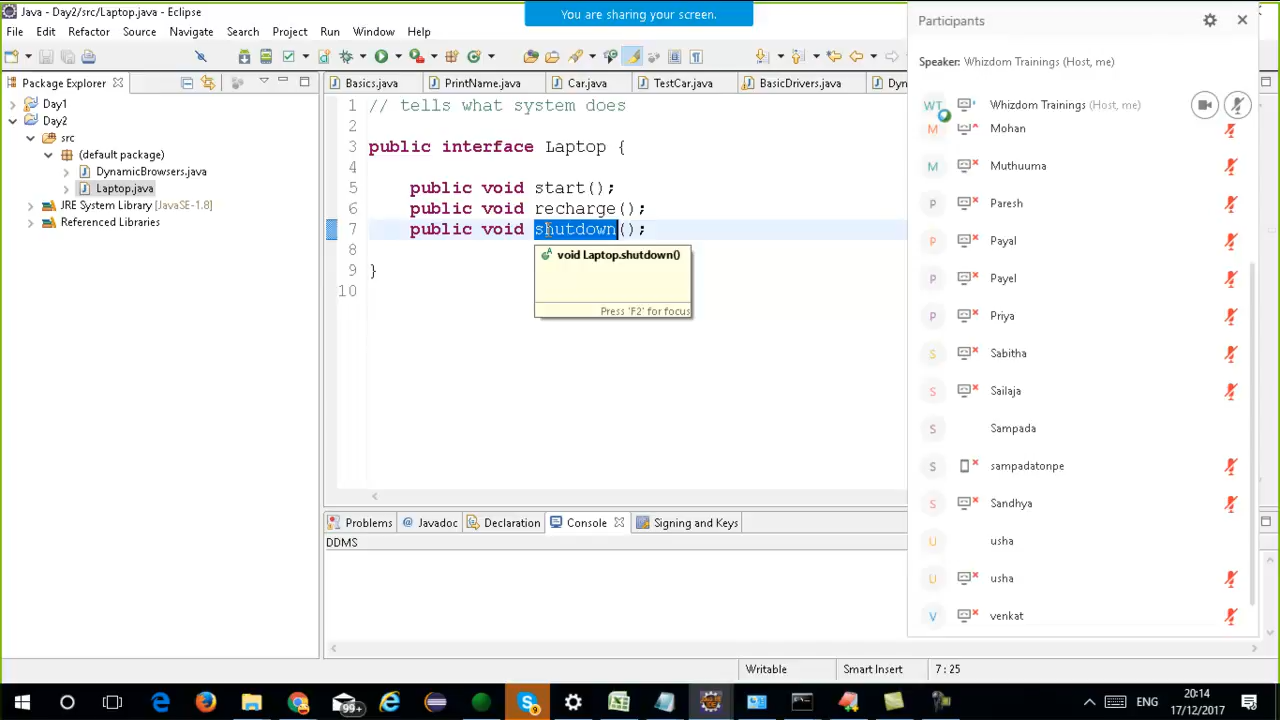 Java - Day2/src/Laptop.java - Eclipse
You are sharing your screen.
File Edit Refactor Source Navigate Search Project Run Window Help
Package Explorer
Day1
Day2
src
(default package)
DynamicBrowsers.java
Laptop.java
JRE System Library [JavaSE-1.8]
Referenced Libraries
Basics.java PrintName.java Car.java TestCar.java BasicDrivers.java Dyn
1 // tells what system does
2
3 public interface Laptop {
4
5 public void start();
6 public void recharge();
7 public void shutdown();
8
9 }
10
void Laptop.shutdown()
Press 'F2' for focus
Problems @ Javadoc Declaration Console Signing and Keys
DDMS
Writable Smart Insert 7 : 25
Participants
Speaker: Whizdom Trainings (Host, me)
WT Whizdom Trainings (Host, me)
M Mohan
M Muthuuma
P Paresh
P Payal
P Payel
P Priya
S Sabitha
S Sailaja
S Sampada
S sampadatonpe
S Sandhya
U usha
U usha
V venkat
99+
S 9
ENG
20:14
17/12/2017